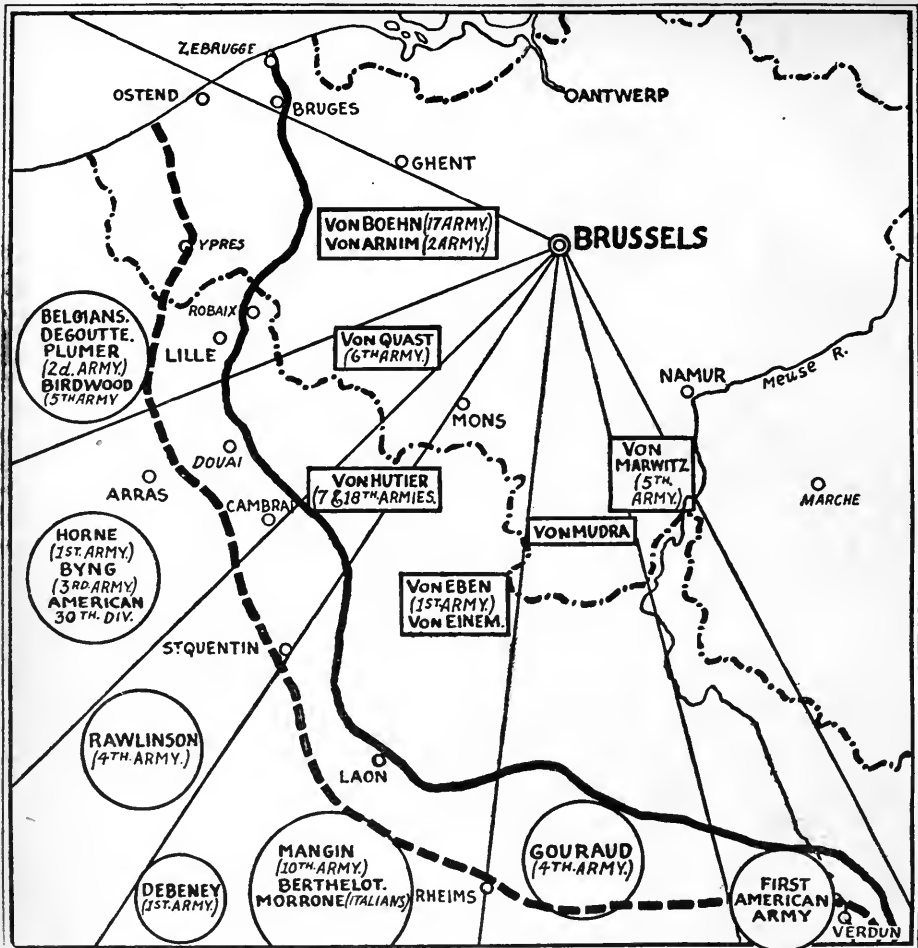 ZEBRUGGE
OSTEND
BRUGES
ANTWERP
GHENT
VON BOEHN (17 ARMY.)
VON ARNIM (2 ARMY.)
BRUSSELS
YPRES
ROBAIX
LILLE
BELGIANS.
DEGOUTTE.
PLUMER
(2d. ARMY.)
BIRDWOOD
(5TH ARMY
VON QUAST
(6TH ARMY.)
NAMUR
Meuse R.
MONS
DOUAI
ARRAS
CAMBRAI
VON HUTIER
(7 & 18TH ARMIES.
VON
MARWITZ
(5TH.
ARMY.)
MARCHE
HORNE
(1ST. ARMY.)
BYNG
(3RD. ARMY.)
AMERICAN
30TH. DIV.
VON MUDRA
VON EBEN
(1ST. ARMY.)
VON EINEM.
ST QUENTIN
RAWLINSON
(4TH. ARMY.)
LAON
DEBENEY
(1ST. ARMY.)
MANGIN
(10TH. ARMY.)
BERTHELOT.
MORRONE (ITALIANS)
RHEIMS
GOURAUD
(4TH. ARMY.)
FIRST
AMERICAN
ARMY
VERDUN